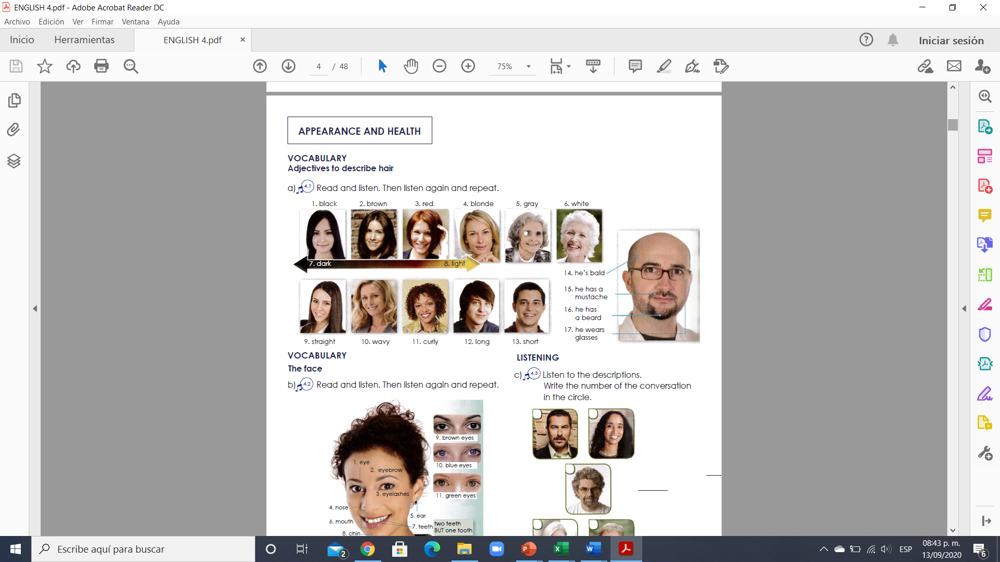 ENGLISH 4.pdf - Adobe Acrobat Reader DC
Archivo Edición Ver Firmar Ventana Ayuda
Inicio Herramientas ENGLISH 4.pdf × Iniciar sesión
4 / 48 75%
APPEARANCE AND HEALTH
VOCABULARY
Adjectives to describe hair
a) 4.1 Read and listen. Then listen again and repeat.
1. black 2. brown 3. red 4. blonde 5. gray 6. white
7. dark 8. light
14. he's bald
15. he has a
mustache
16. he has
a beard
17. he wears
glasses
9. straight 10. wavy 11. curly 12. long 13. short
VOCABULARY
The face
b) 4.2 Read and listen. Then listen again and repeat.
1. eye
2. eyebrow
3. eyelashes
4. nose
5. ear
6. mouth
7. teeth
two teeth
BUT one tooth
8. chin
9. brown eyes
10. blue eyes
11. green eyes
LISTENING
c) 4.3 Listen to the descriptions.
Write the number of the conversation
in the circle.
Escribe aquí para buscar
2
ESP
08:43 p. m.
13/09/2020
6